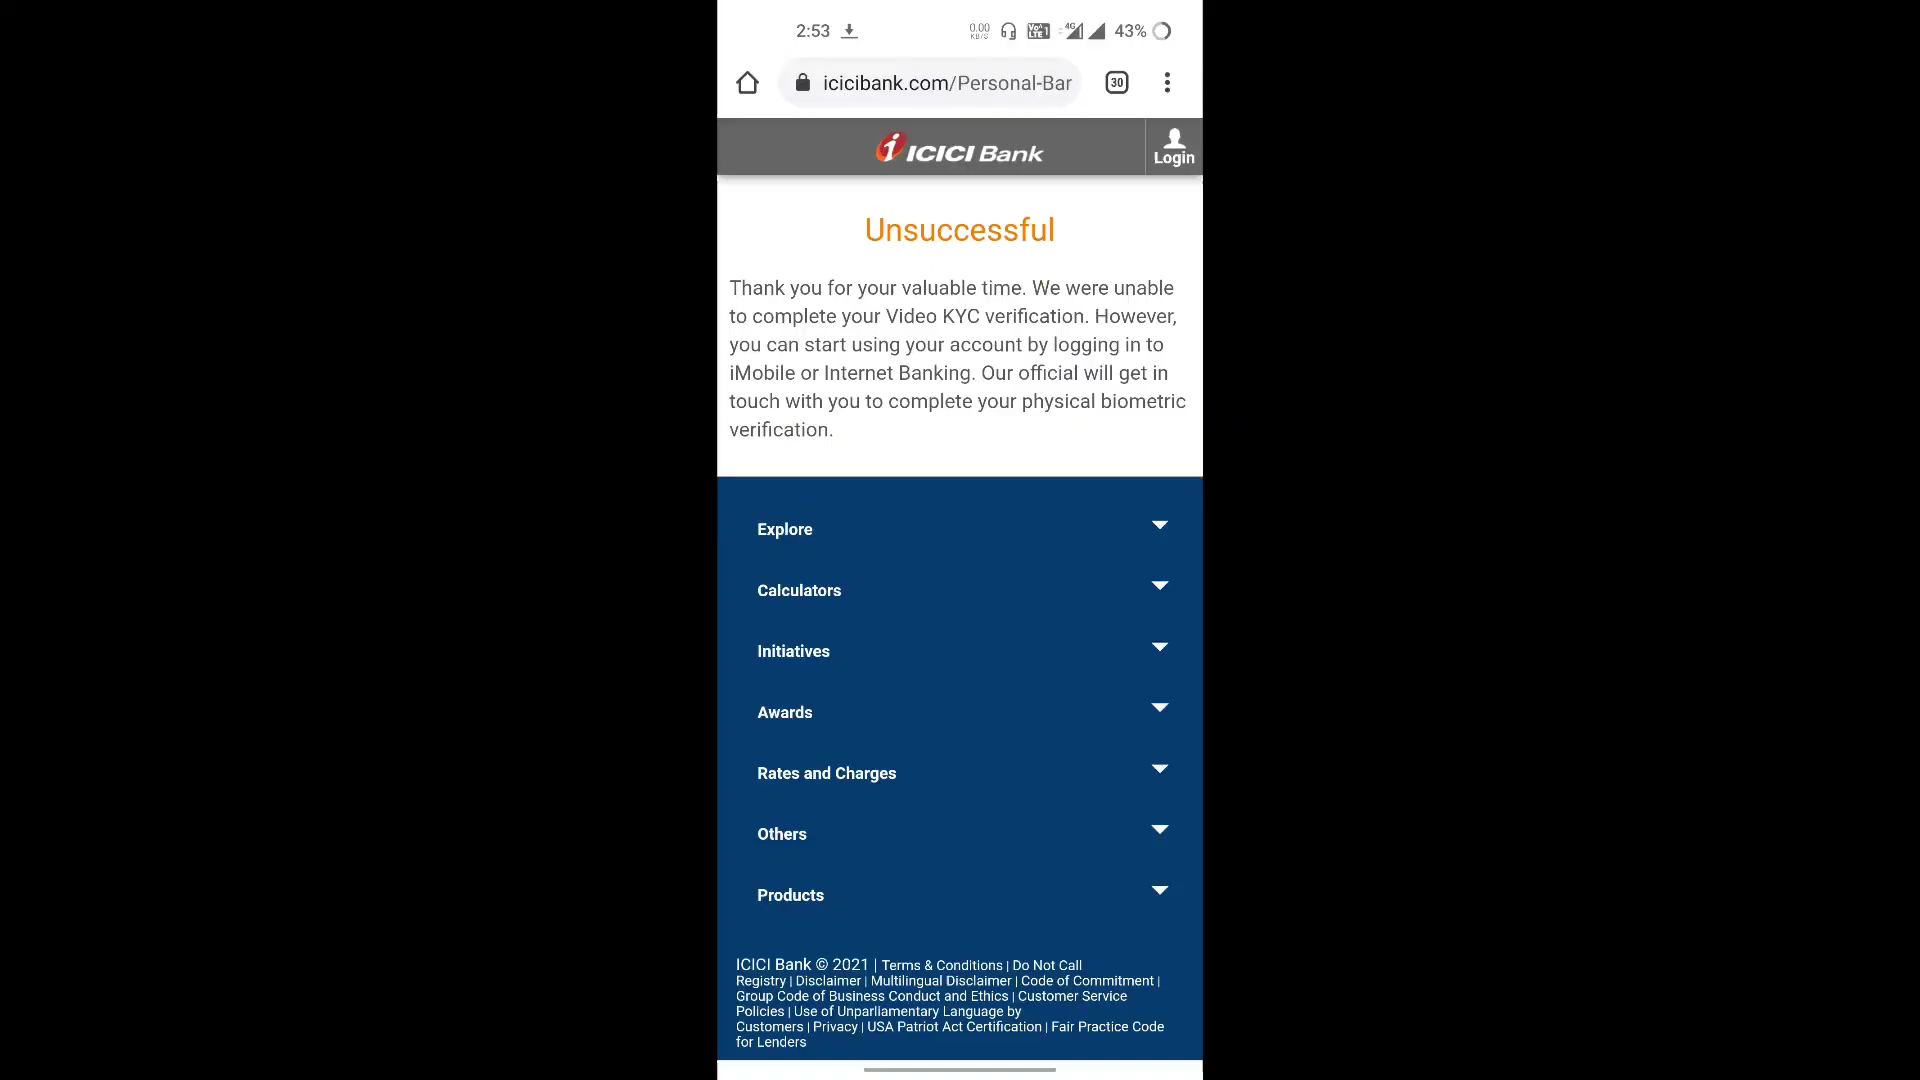 2:53
0.00
KB/S
4G
43%
icicibank.com/Personal-Bar
30
ICICI Bank
Login
Unsuccessful
Thank you for your valuable time. We were unable
to complete your Video KYC verification. However,
you can start using your account by logging in to
iMobile or Internet Banking. Our official will get in
touch with you to complete your physical biometric
verification.
Explore
Calculators
Initiatives
Awards
Rates and Charges
Others
Products
ICICI Bank © 2021 | Terms & Conditions | Do Not Call
Registry | Disclaimer | Multilingual Disclaimer | Code of Commitment |
Group Code of Business Conduct and Ethics | Customer Service
Policies | Use of Unparliamentary Language by
Customers | Privacy | USA Patriot Act Certification | Fair Practice Code
for Lenders